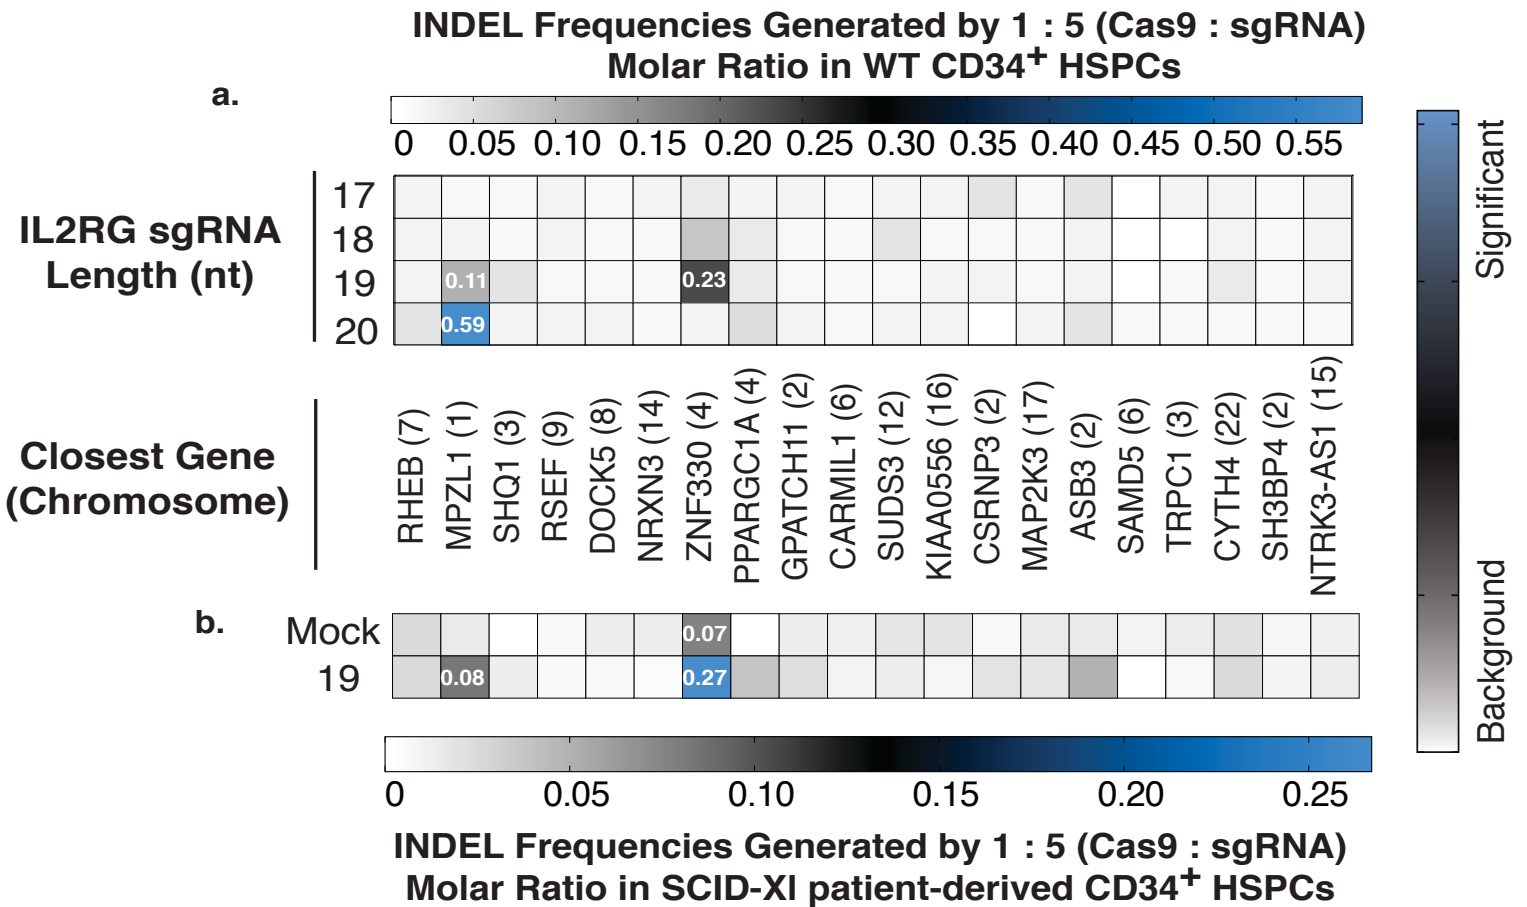 INDEL Frequencies Generated by 1 : 5 (Cas9 : sgRNA)
Molar Ratio in WT CD34+ HSPCs
a.
0 0.05 0.10 0.15 0.20 0.25 0.30 0.35 0.40 0.45 0.50 0.55
IL2RG sgRNA
Length (nt)
17
18
19 0.11 0.23
20 0.59
Closest Gene
(Chromosome)
RHEB (7)
MPZL1 (1)
SHQ1 (3)
RSEF (9)
DOCK5 (8)
NRXN3 (14)
ZNF330 (4)
PPARGC1A (4)
GPATCH11 (2)
CARMIL1 (6)
SUDS3 (12)
KIAA0556 (16)
CSRNP3 (2)
MAP2K3 (17)
ASB3 (2)
SAMD5 (6)
TRPC1 (3)
CYTH4 (22)
SH3BP4 (2)
NTRK3-AS1 (15)
b.
Mock 0.07
19 0.08 0.27
0 0.05 0.10 0.15 0.20 0.25
INDEL Frequencies Generated by 1 : 5 (Cas9 : sgRNA)
Molar Ratio in SCID-XI patient-derived CD34+ HSPCs
Significant
Background